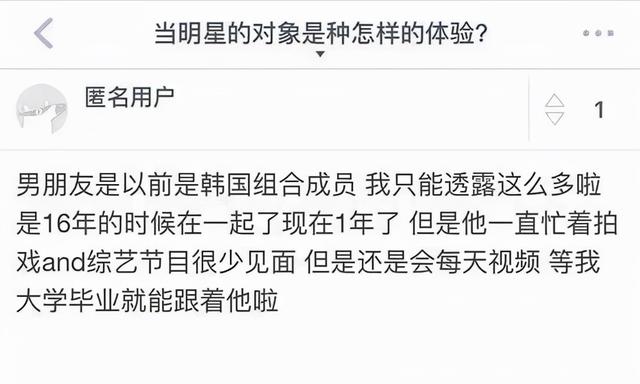 当明星的对象是种怎样的体验?
匿名用户
1
男朋友是以前是韩国组合成员 我只能透露这么多啦
是16年的时候在一起了现在1年了 但是他一直忙着拍
戏and综艺节目很少见面 但是还是会每天视频 等我
大学毕业就能跟着他啦